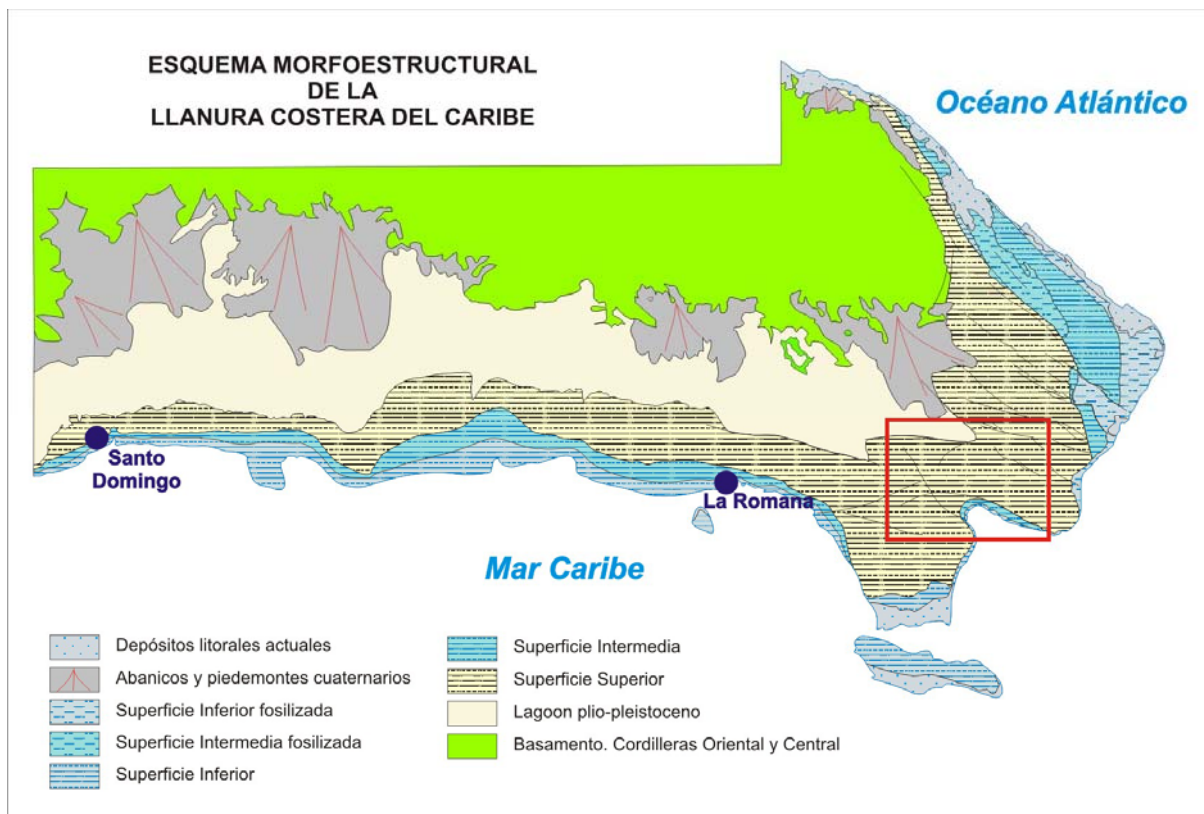 ESQUEMA MORFOESTRUCTURAL
DE LA
LLANURA COSTERA DEL CARIBE
Océano Atlántico
Santo
Domingo
La Romana
Mar Caribe
Depósitos litorales actuales
Abanicos y piedemontes cuaternarios
Superficie Inferior fosilizada
Superficie Intermedia fosilizada
Superficie Inferior
Superficie Intermedia
Superficie Superior
Lagoon plio-pleistoceno
Basamento. Cordilleras Oriental y Central